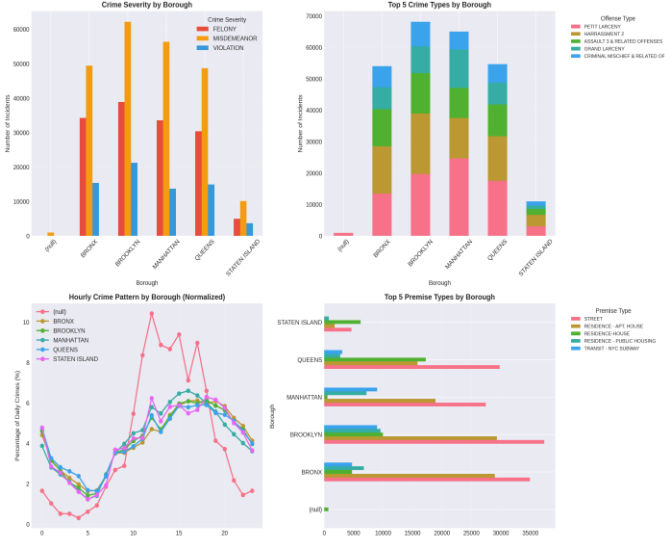 Crime Severity by Borough
Number of Incidents
60000
50000
40000
30000
20000
10000
0
(null)
BRONX
BROOKLYN
MANHATTAN
QUEENS
STATEN ISLAND
Borough
Crime Severity
FELONY
MISDEMEANOR
VIOLATION
Top 5 Crime Types by Borough
Number of Incidents
70000
60000
50000
40000
30000
20000
10000
0
(null)
BRONX
BROOKLYN
MANHATTAN
QUEENS
STATEN ISLAND
Borough
Offense Type
PETIT LARCENY
HARRASSMENT 2
ASSAULT 3 & RELATED OFFENSES
GRAND LARCENY
CRIMINAL MISCHIEF & RELATED OF
Hourly Crime Pattern by Borough (Normalized)
Percentage of Daily Crimes (%)
10
8
6
4
2
0
0
5
10
15
20
(null)
BRONX
BROOKLYN
MANHATTAN
QUEENS
STATEN ISLAND
Top 5 Premise Types by Borough
Borough
STATEN ISLAND
QUEENS
MANHATTAN
BROOKLYN
BRONX
(null)
0
5000
10000
15000
20000
25000
30000
35000
Premise Type
STREET
RESIDENCE - APT. HOUSE
RESIDENCE-HOUSE
RESIDENCE - PUBLIC HOUSING
TRANSIT - NYC SUBWAY